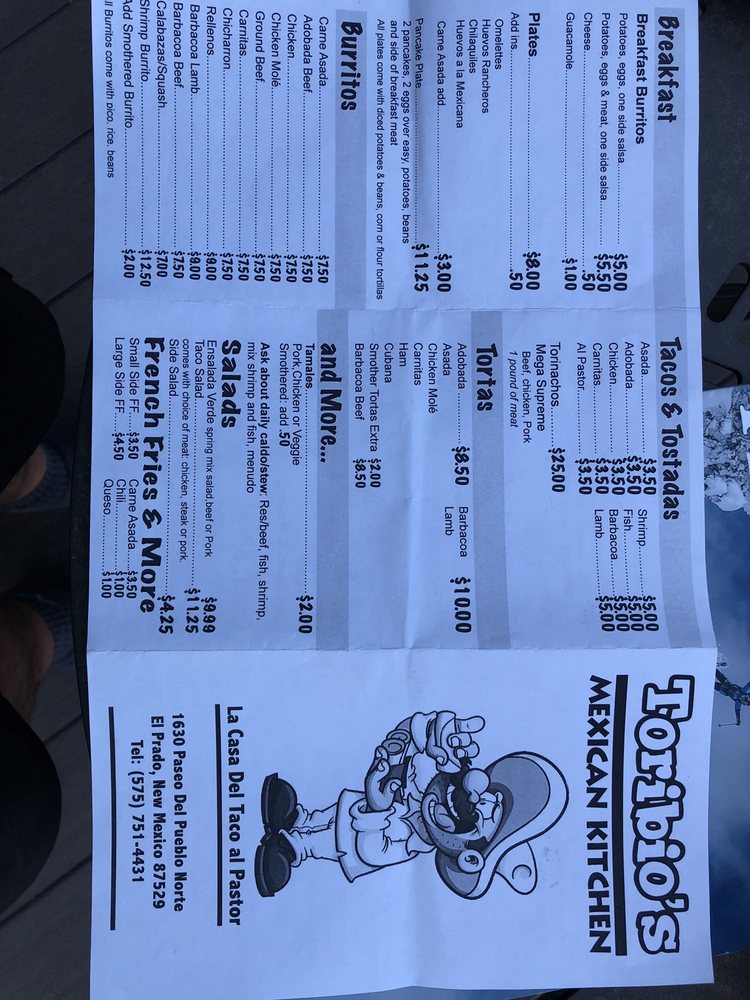 Breakfast
Breakfast Burritos
Potatoes, eggs, one side salsa $5.00
Potatoes, eggs & meat, one side salsa $5.50
Cheese .50
Guacamole $1.00
Plates $8.00
Add ins .50
Omelettes
Huevos Rancheros
Chilaquiles
Huevos a la Mexicana
Carne Asada add $3.00
Pancake Plate $11.25
2 pancakes, 2 eggs over easy, potatoes, beans
and side of breakfast meat
All plates come with diced potatoes & beans, corn or flour tortillas
Burritos
Carne Asada $7.50
Adobada Beef $7.50
Chicken $7.50
Chicken Molé $7.50
Ground Beef $7.50
Carnitas $7.50
Chicharron $7.50
Rellenos $9.00
Barbacoa Lamb $9.00
Barbacoa Beef $7.50
Calabazas/Squash $7.00
Shrimp Burrito $12.50
Add Smothered Burrito $2.00
ll Burritos come with pico, rice, beans
Tacos & Tostadas
Asada $3.50 Shrimp $5.00
Adobada $3.50 Fish $5.00
Chicken $3.50 Barbacoa $5.00
Carnitas $3.50 Lamb $5.00
Al Pastor $3.50
Torinachos $25.00
Mega Supreme
Beef, chicken, Pork
1 pound of meat
Tortas
Adobada $8.50 Barbacoa $10.00
Asada Lamb
Chicken Molé
Carnitas
Ham
Cubana
Smother Tortas Extra $2.00
Barbacoa Beef $8.50
and More...
Tamales $2.00
Pork,Chicken or Veggie
Smothered: add .50
Ask about daily caldo/stew: Res/beef, fish, shrimp,
mix shrimp and fish, menudo
Salads
Ensalada Verde spring mix salad,beef or Pork $9.99
Taco Salad $11.25
comes with choice of meat: chicken, steak or pork.
Side Salad $4.25
French Fries & More
Small Side FF $3.50 Carne Asada $3.50
Large Side FF $4.50 Chili $1.00
Queso $1.00
Toribio's
MEXICAN KITCHEN
La Casa Del Taco al Pastor
1630 Paseo Del Pueblo Norte
El Prado, New Mexico 87529
Tel: (575) 751-4431